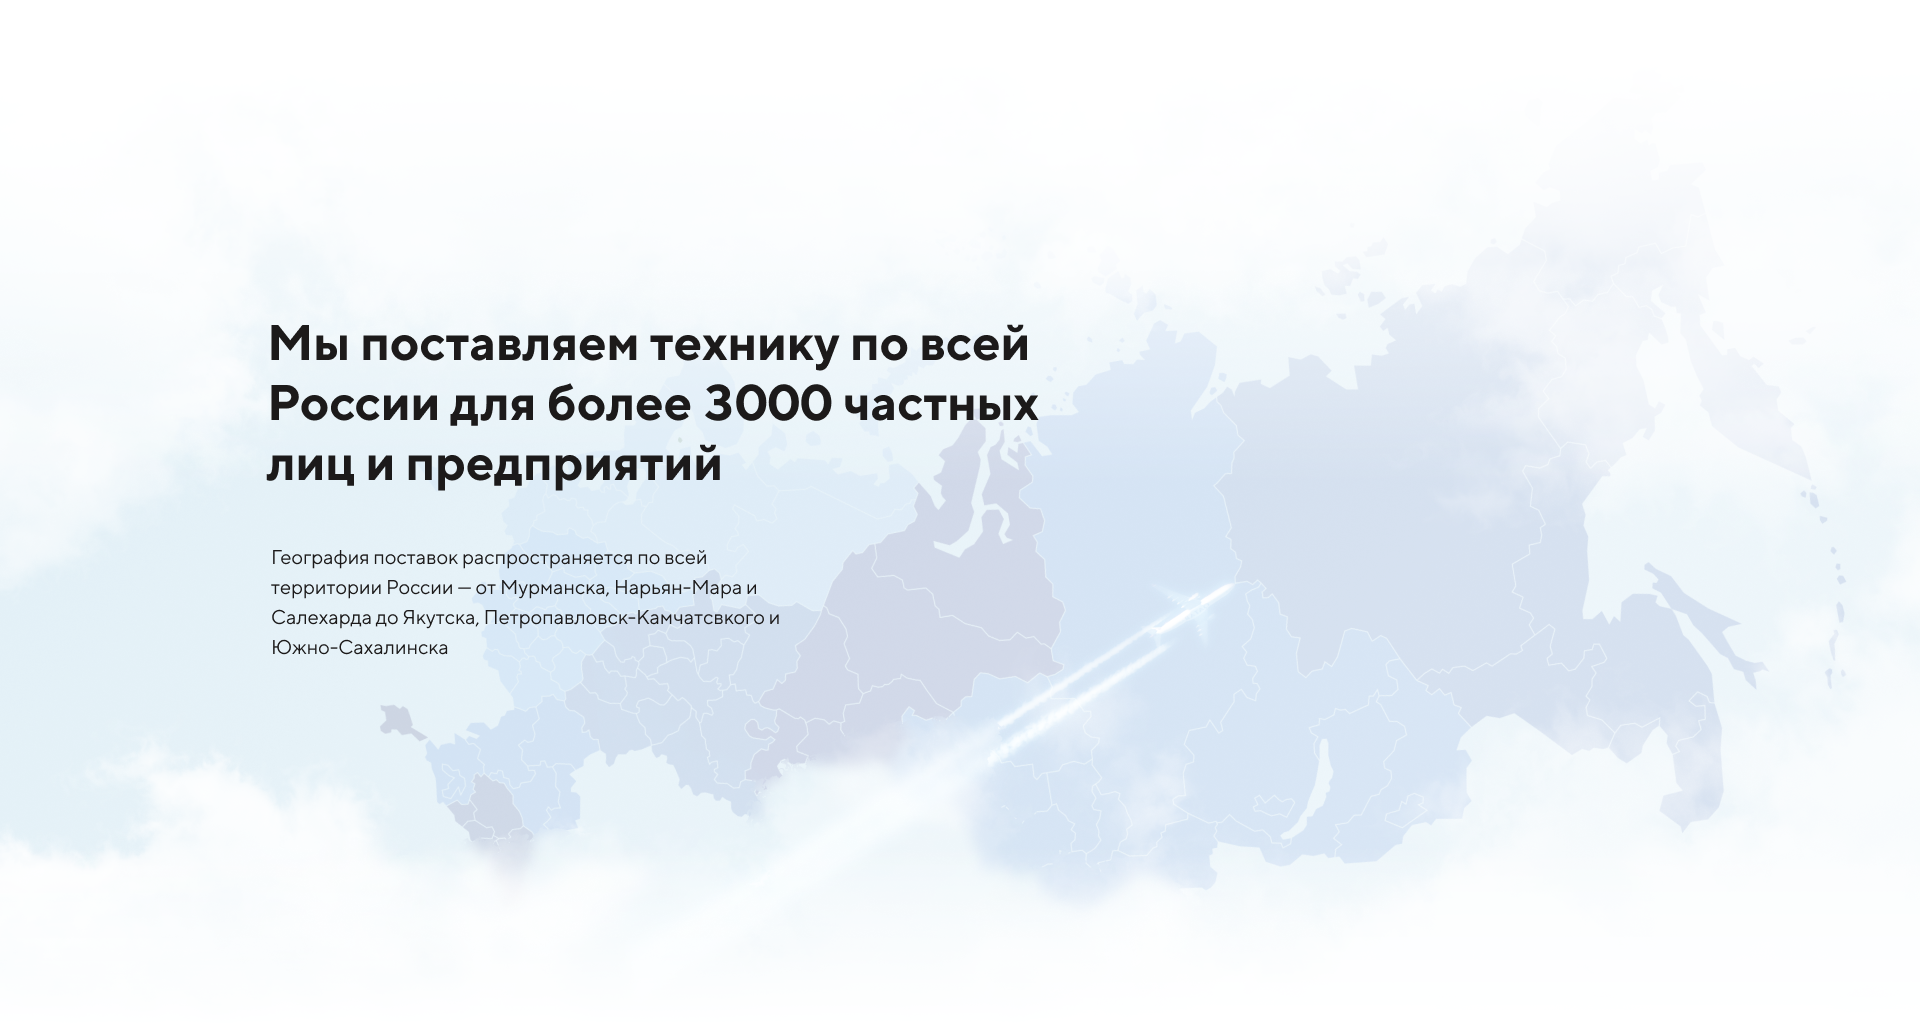 Мы поставляем технику по всей
России для более 3000 частных
лиц и предприятий
География поставок распространяется по всей
территории России — от Мурманска, Нарьян-Мара и
Салехарда до Якутска, Петропавловск-Камчатсвкого и
Южно-Сахалинска